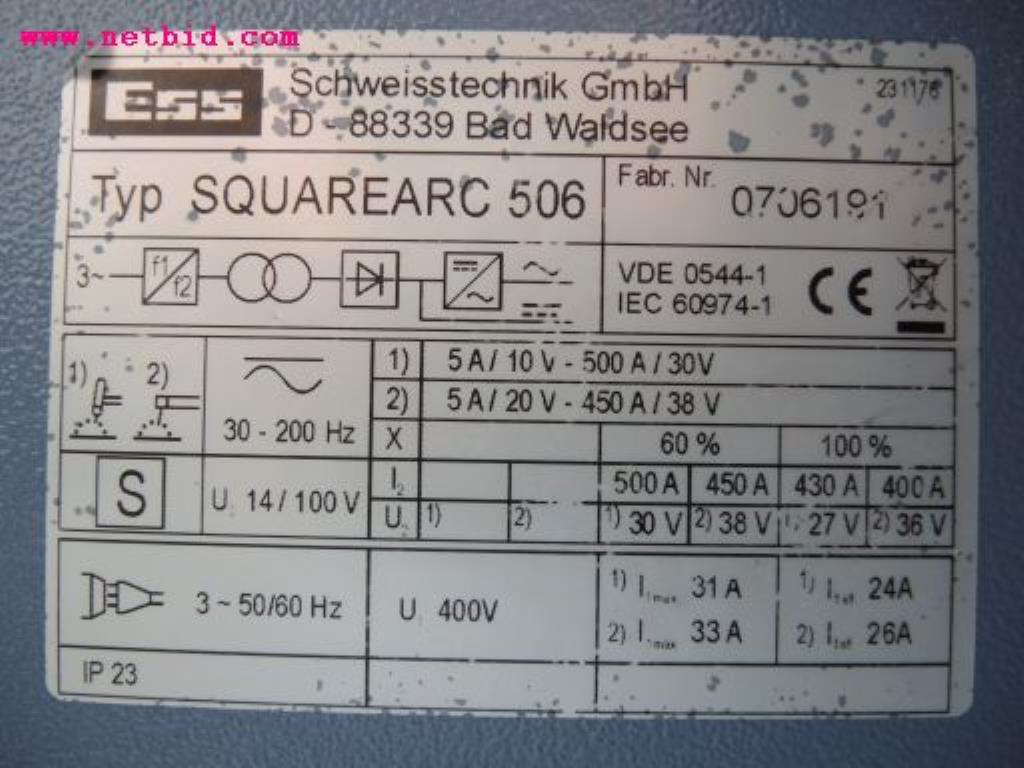 www.netbid.com
ESS Schweisstechnik GmbH 231176
D - 88339 Bad Waldsee
Typ SQUAREARC 506 Fabr. Nr. 0706191
3~ f1 f2
VDE 0544-1
IEC 60974-1 CE
1) 2) 30 - 200 Hz
1) 5 A / 10 V - 500 A / 30V
2) 5 A / 20 V - 450 A / 38 V
X 60 % 100 %
S U 14 / 100 V
I2 500 A 450 A 430 A 400 A
U 1) 2) 1) 30 V 2) 38 V 1) 27 V 2) 36 V
3 ~ 50/60 Hz U1 400V
1) I1max 31 A 1) I1eff 24A
2) I1max 33 A 2) I1eff 26A
IP 23